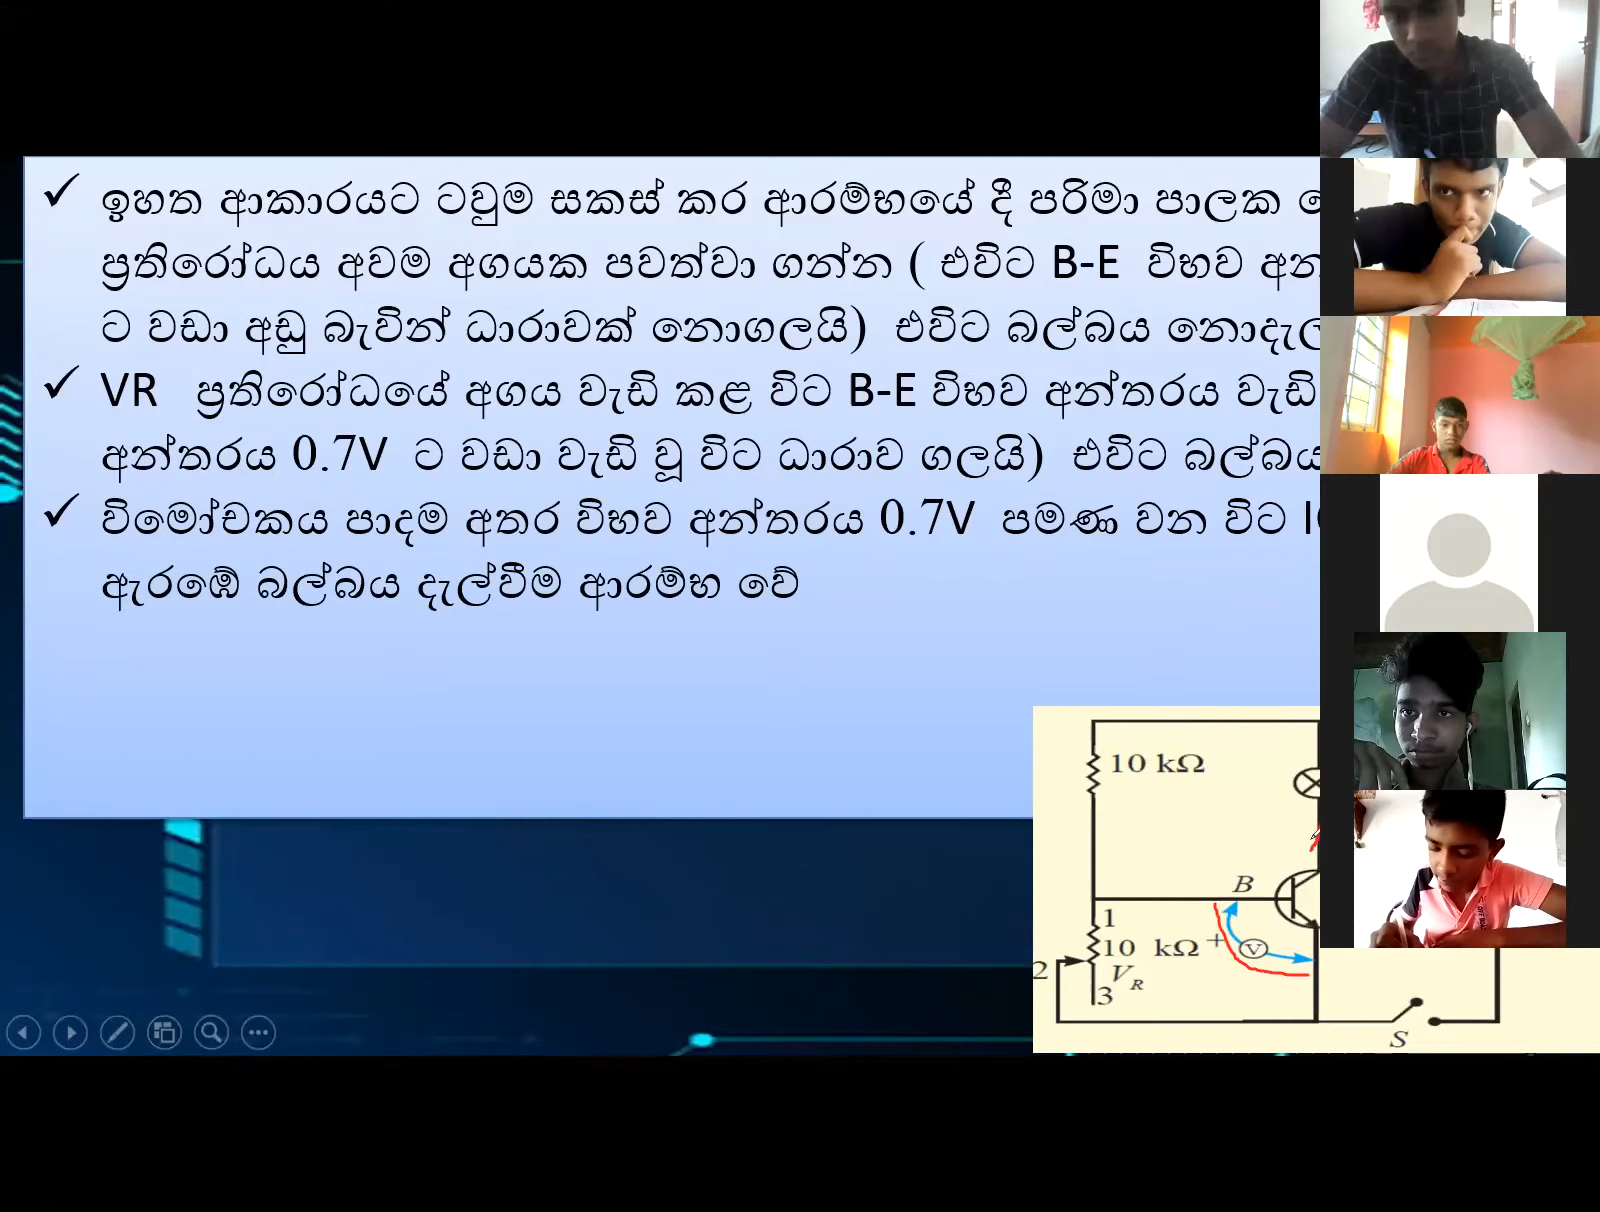 ඉහත ආකාරයට ටවුම සකස් කර ආරම්භයේ දී පරිමා පාලක
ප්‍රතිරෝධය අවම අගයක පවත්වා ගන්න ( එවිට B-E විභව
ට වඩා අඩු බැවින් ධාරාවක් නොගලයි) එවිට බල්බය
VR ප්‍රතිරෝධයේ අගය වැඩි කළ විට B-E විභව අන්තරය වැඩි
අන්තරය 0.7V ට වඩා වැඩි වූ විට ධාරාව ගලයි) එවිට
විමෝචකය පාදම අතර විභව අන්තරය 0.7V පමණ වන විට
ඇරඹේ බල්බය දැල්වීම ආරම්භ වේ
10 kΩ
B
1
10 kΩ +
V
2
VR
3
S